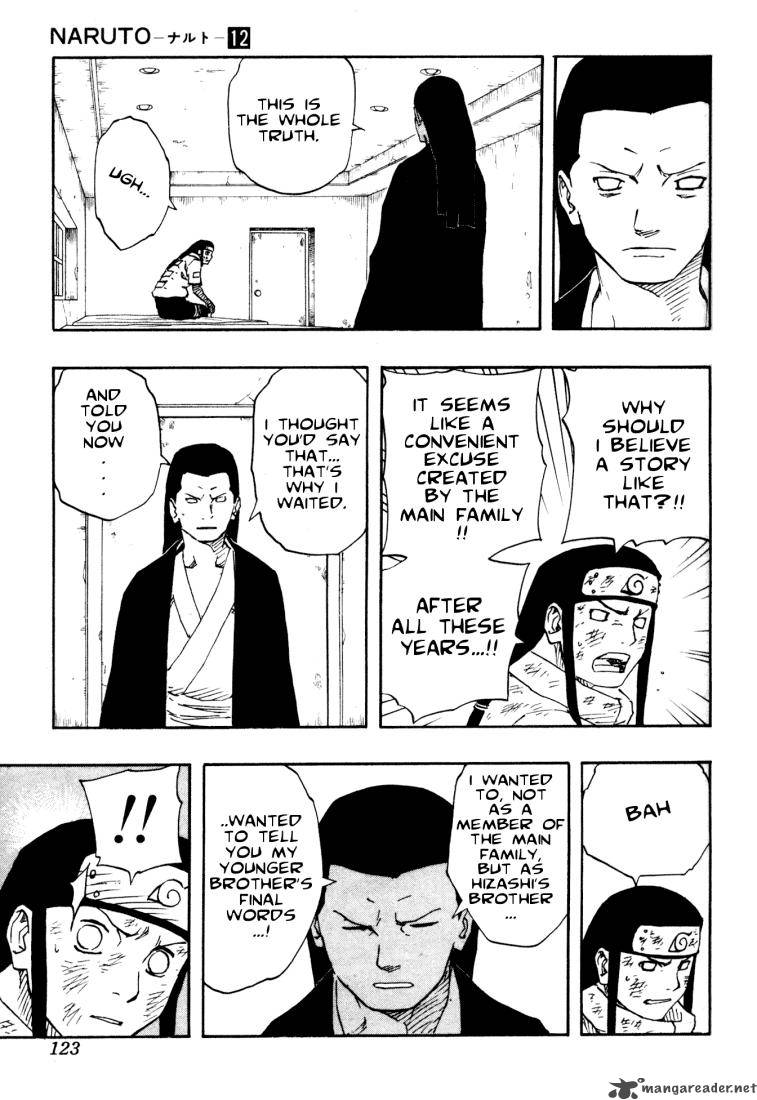 NARUTO—ナルト—12
THIS IS
THE WHOLE
TRUTH.
UGH...
WHY
SHOULD
I BELIEVE
A STORY
LIKE
THAT?!!
IT SEEMS
LIKE A
CONVENIENT
EXCUSE
CREATED
BY THE
MAIN FAMILY
!!
AFTER
ALL THESE
YEARS...!!
I THOUGHT
YOU'D SAY
THAT...
THAT'S
WHY I
WAITED.
AND
TOLD
YOU
NOW
.
.
.
BAH
I WANTED
TO, NOT
AS A
MEMBER OF
THE MAIN
FAMILY,
BUT AS
HIZASHI'S
BROTHER
...
..WANTED
TO TELL
YOU MY
YOUNGER
BROTHER'S
FINAL
WORDS
...!
!!
123
mangareader.net